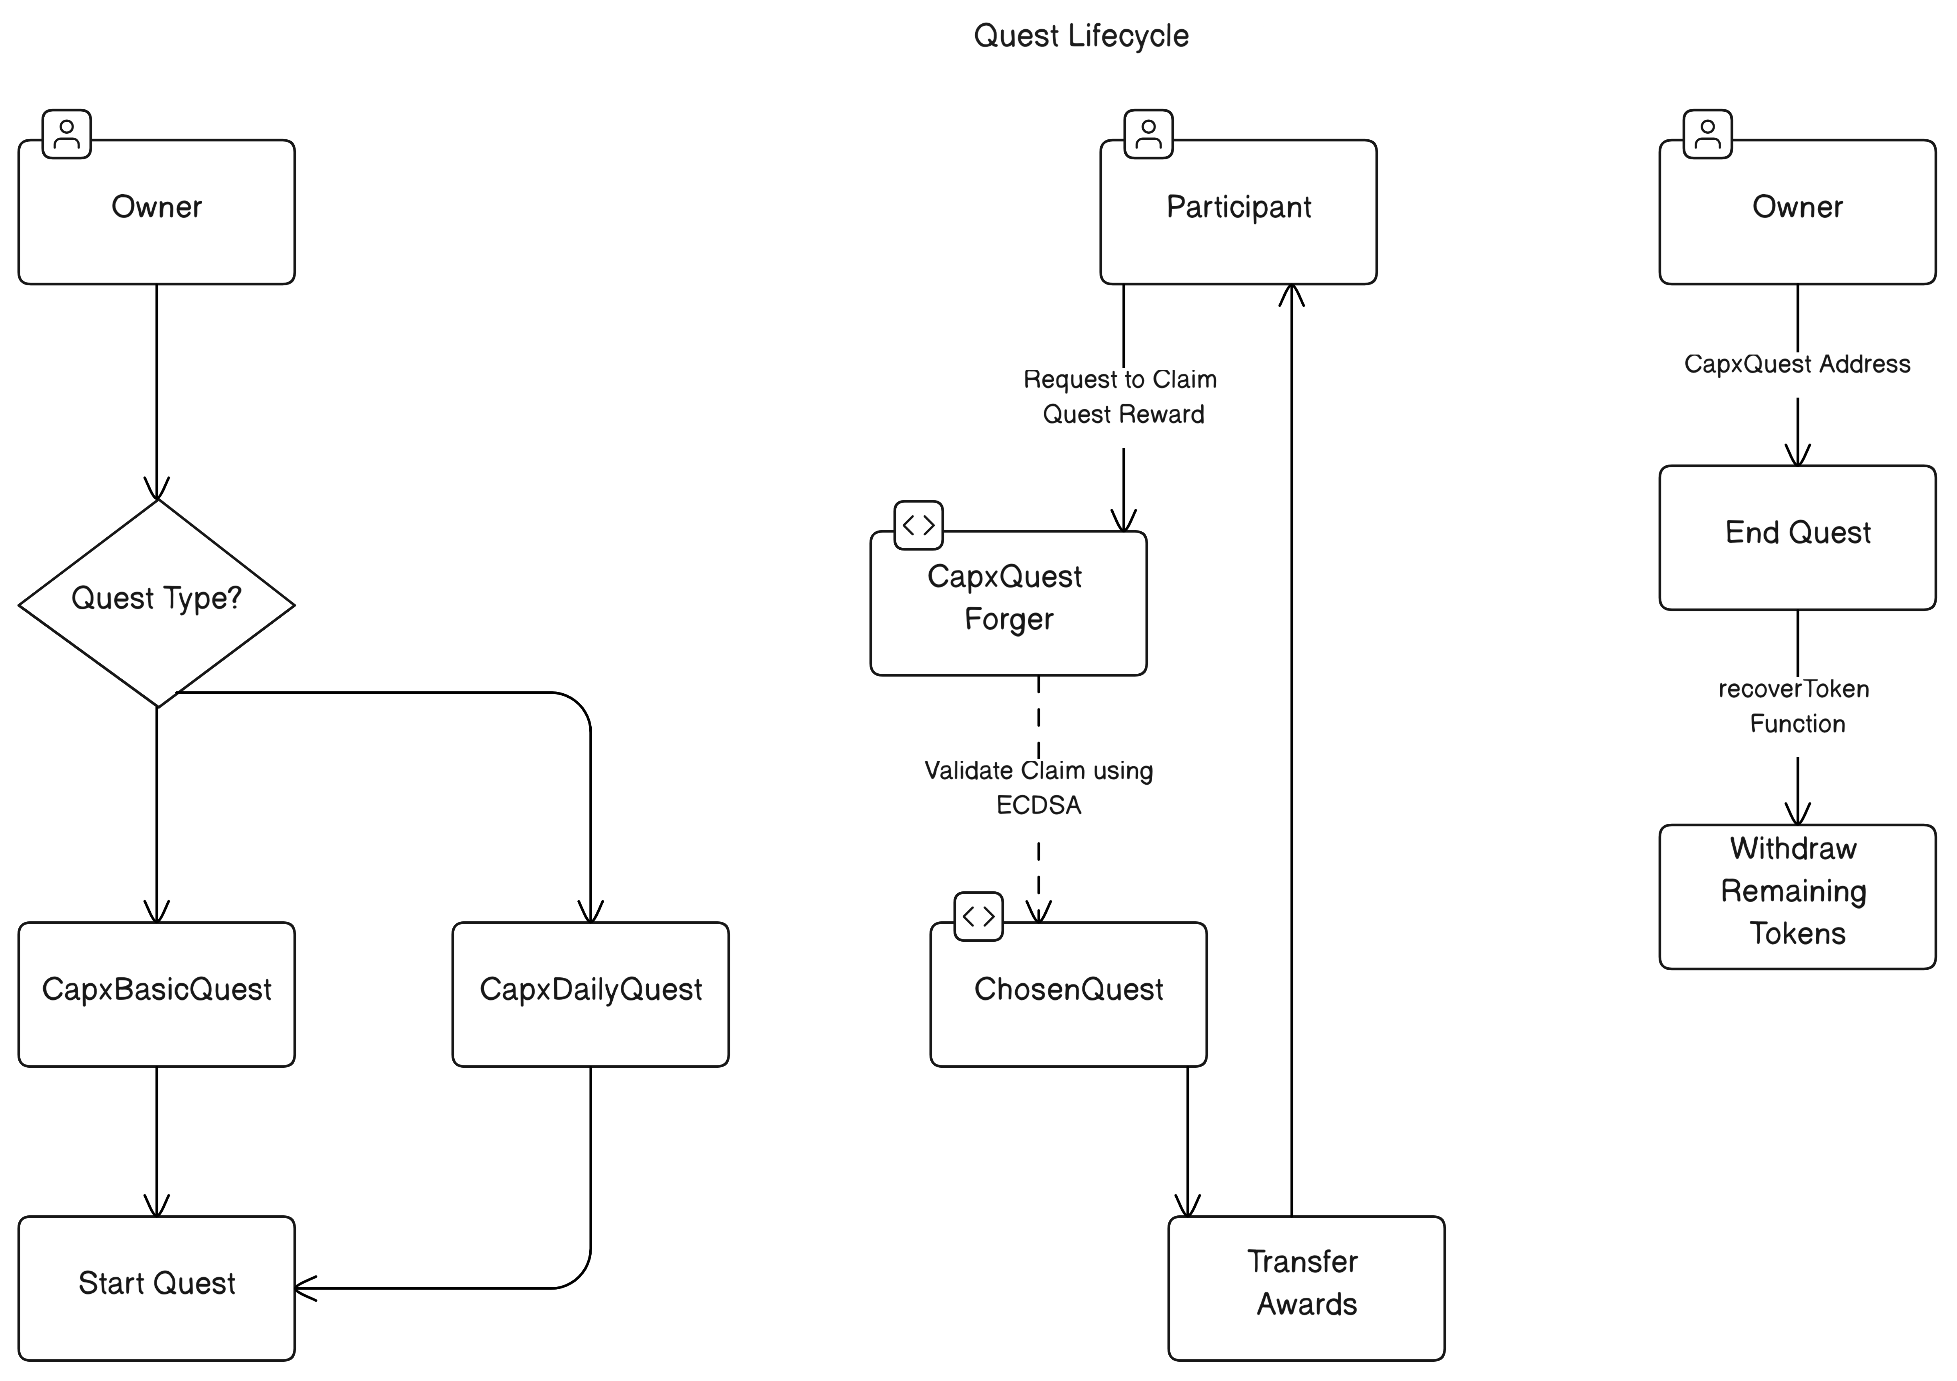 Quest Lifecycle
Owner
Quest Type?
CapxBasicQuest
CapxDailyQuest
Start Quest
Participant
Request to Claim
Quest Reward
CapxQuest
Forger
Validate Claim using
ECDSA
ChosenQuest
Transfer
Awards
Owner
CapxQuest Address
End Quest
recoverToken
Function
Withdraw
Remaining
Tokens